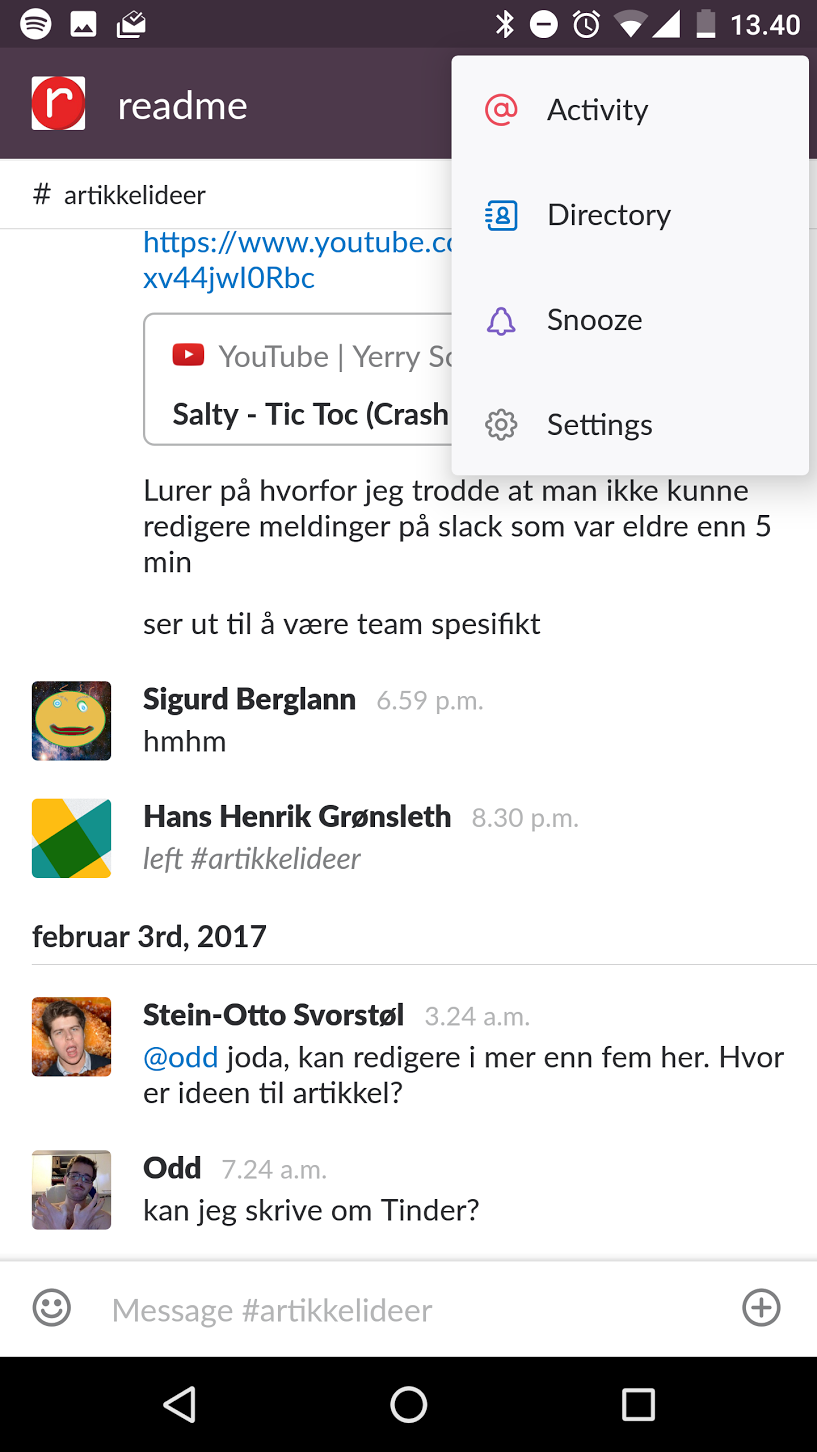 13.40
readme
Activity
# artikkelideer
Directory
https://www.youtube.c
xv44jwI0Rbc
Snooze
YouTube | Yerry
Salty - Tic Toc (Crash
Settings
Lurer på hvorfor jeg trodde at man ikke kunne
redigere meldinger på slack som var eldre enn 5
min
ser ut til å være team spesifikt
Sigurd Berglann 6.59 p.m.
hmhm
Hans Henrik Grønsleth 8.30 p.m.
left #artikkelideer
februar 3rd, 2017
Stein-Otto Svorstøl 3.24 a.m.
@odd joda, kan redigere i mer enn fem her. Hvor
er ideen til artikkel?
Odd 7.24 a.m.
kan jeg skrive om Tinder?
Message #artikkelideer